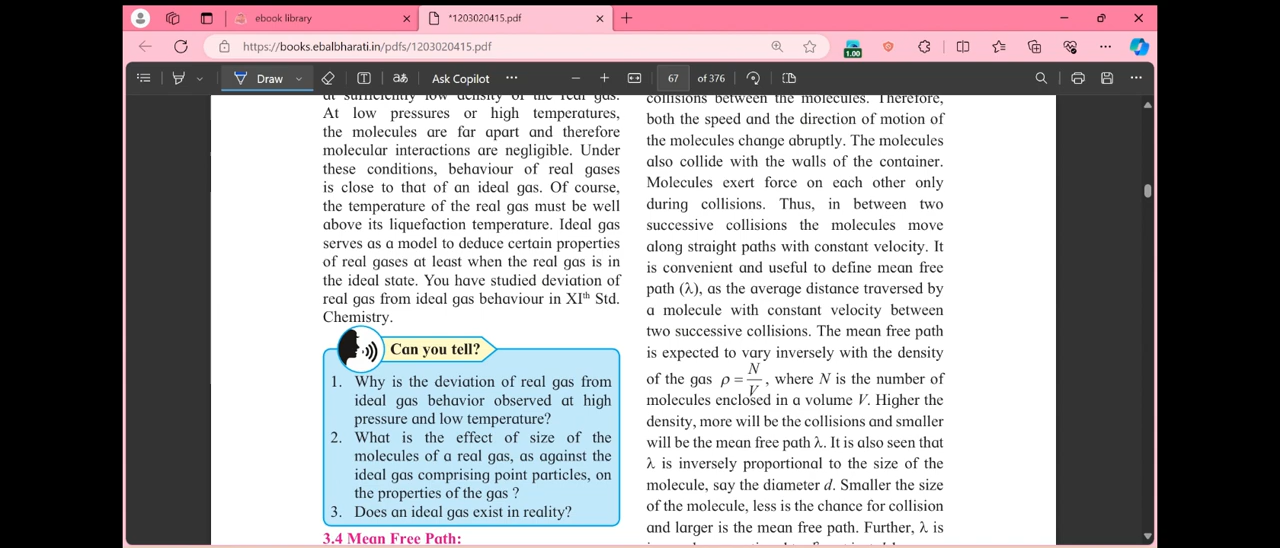 ebook library
*1203020415.pdf
https://books.ebalbharati.in/pdfs/1203020415.pdf
1.00
Draw
aあ
Ask Copilot
67
of 376
at sufficiently low density of the real gas.
At low pressures or high temperatures,
the molecules are far apart and therefore
molecular interactions are negligible. Under
these conditions, behaviour of real gases
is close to that of an ideal gas. Of course,
the temperature of the real gas must be well
above its liquefaction temperature. Ideal gas
serves as a model to deduce certain properties
of real gases at least when the real gas is in
the ideal state. You have studied deviation of
real gas from ideal gas behaviour in XIth Std.
Chemistry.
Can you tell?
1. Why is the deviation of real gas from
ideal gas behavior observed at high
pressure and low temperature?
2. What is the effect of size of the
molecules of a real gas, as against the
ideal gas comprising point particles, on
the properties of the gas ?
3. Does an ideal gas exist in reality?
3.4 Mean Free Path:
collisions between the molecules. Therefore,
both the speed and the direction of motion of
the molecules change abruptly. The molecules
also collide with the walls of the container.
Molecules exert force on each other only
during collisions. Thus, in between two
successive collisions the molecules move
along straight paths with constant velocity. It
is convenient and useful to define mean free
path (λ), as the average distance traversed by
a molecule with constant velocity between
two successive collisions. The mean free path
is expected to vary inversely with the density
of the gas ρ = N/V, where N is the number of
molecules enclosed in a volume V. Higher the
density, more will be the collisions and smaller
will be the mean free path λ. It is also seen that
λ is inversely proportional to the size of the
molecule, say the diameter d. Smaller the size
of the molecule, less is the chance for collision
and larger is the mean free path. Further, λ is